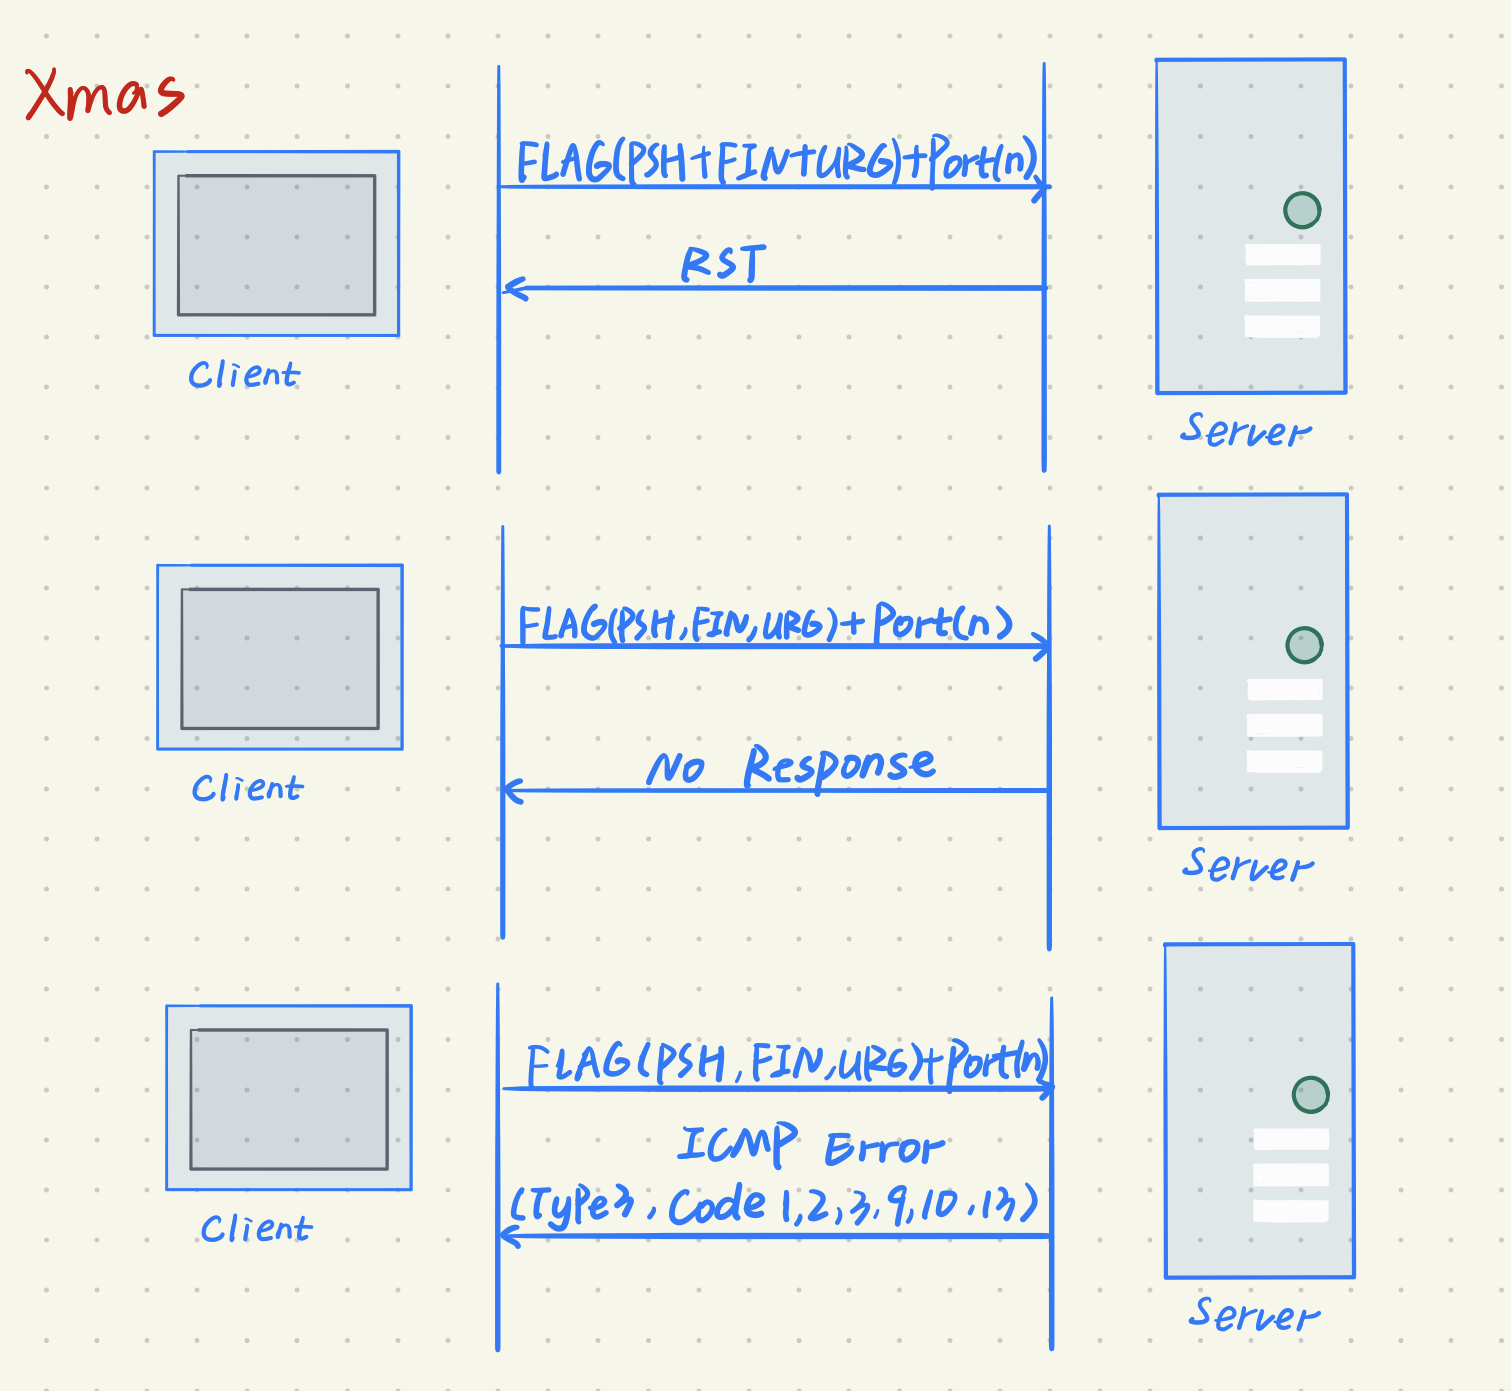 Xmas
FLAG(PSH+FIN+URG)+Port(n)
RST
Client
Server
FLAG(PSH,FIN,URG)+Port(n)
No Response
Client
Server
FLAG(PSH,FIN,URG)+Port(n)
ICMP Error
(Type3, Code 1,2,3,9,10,13)
Client
Server